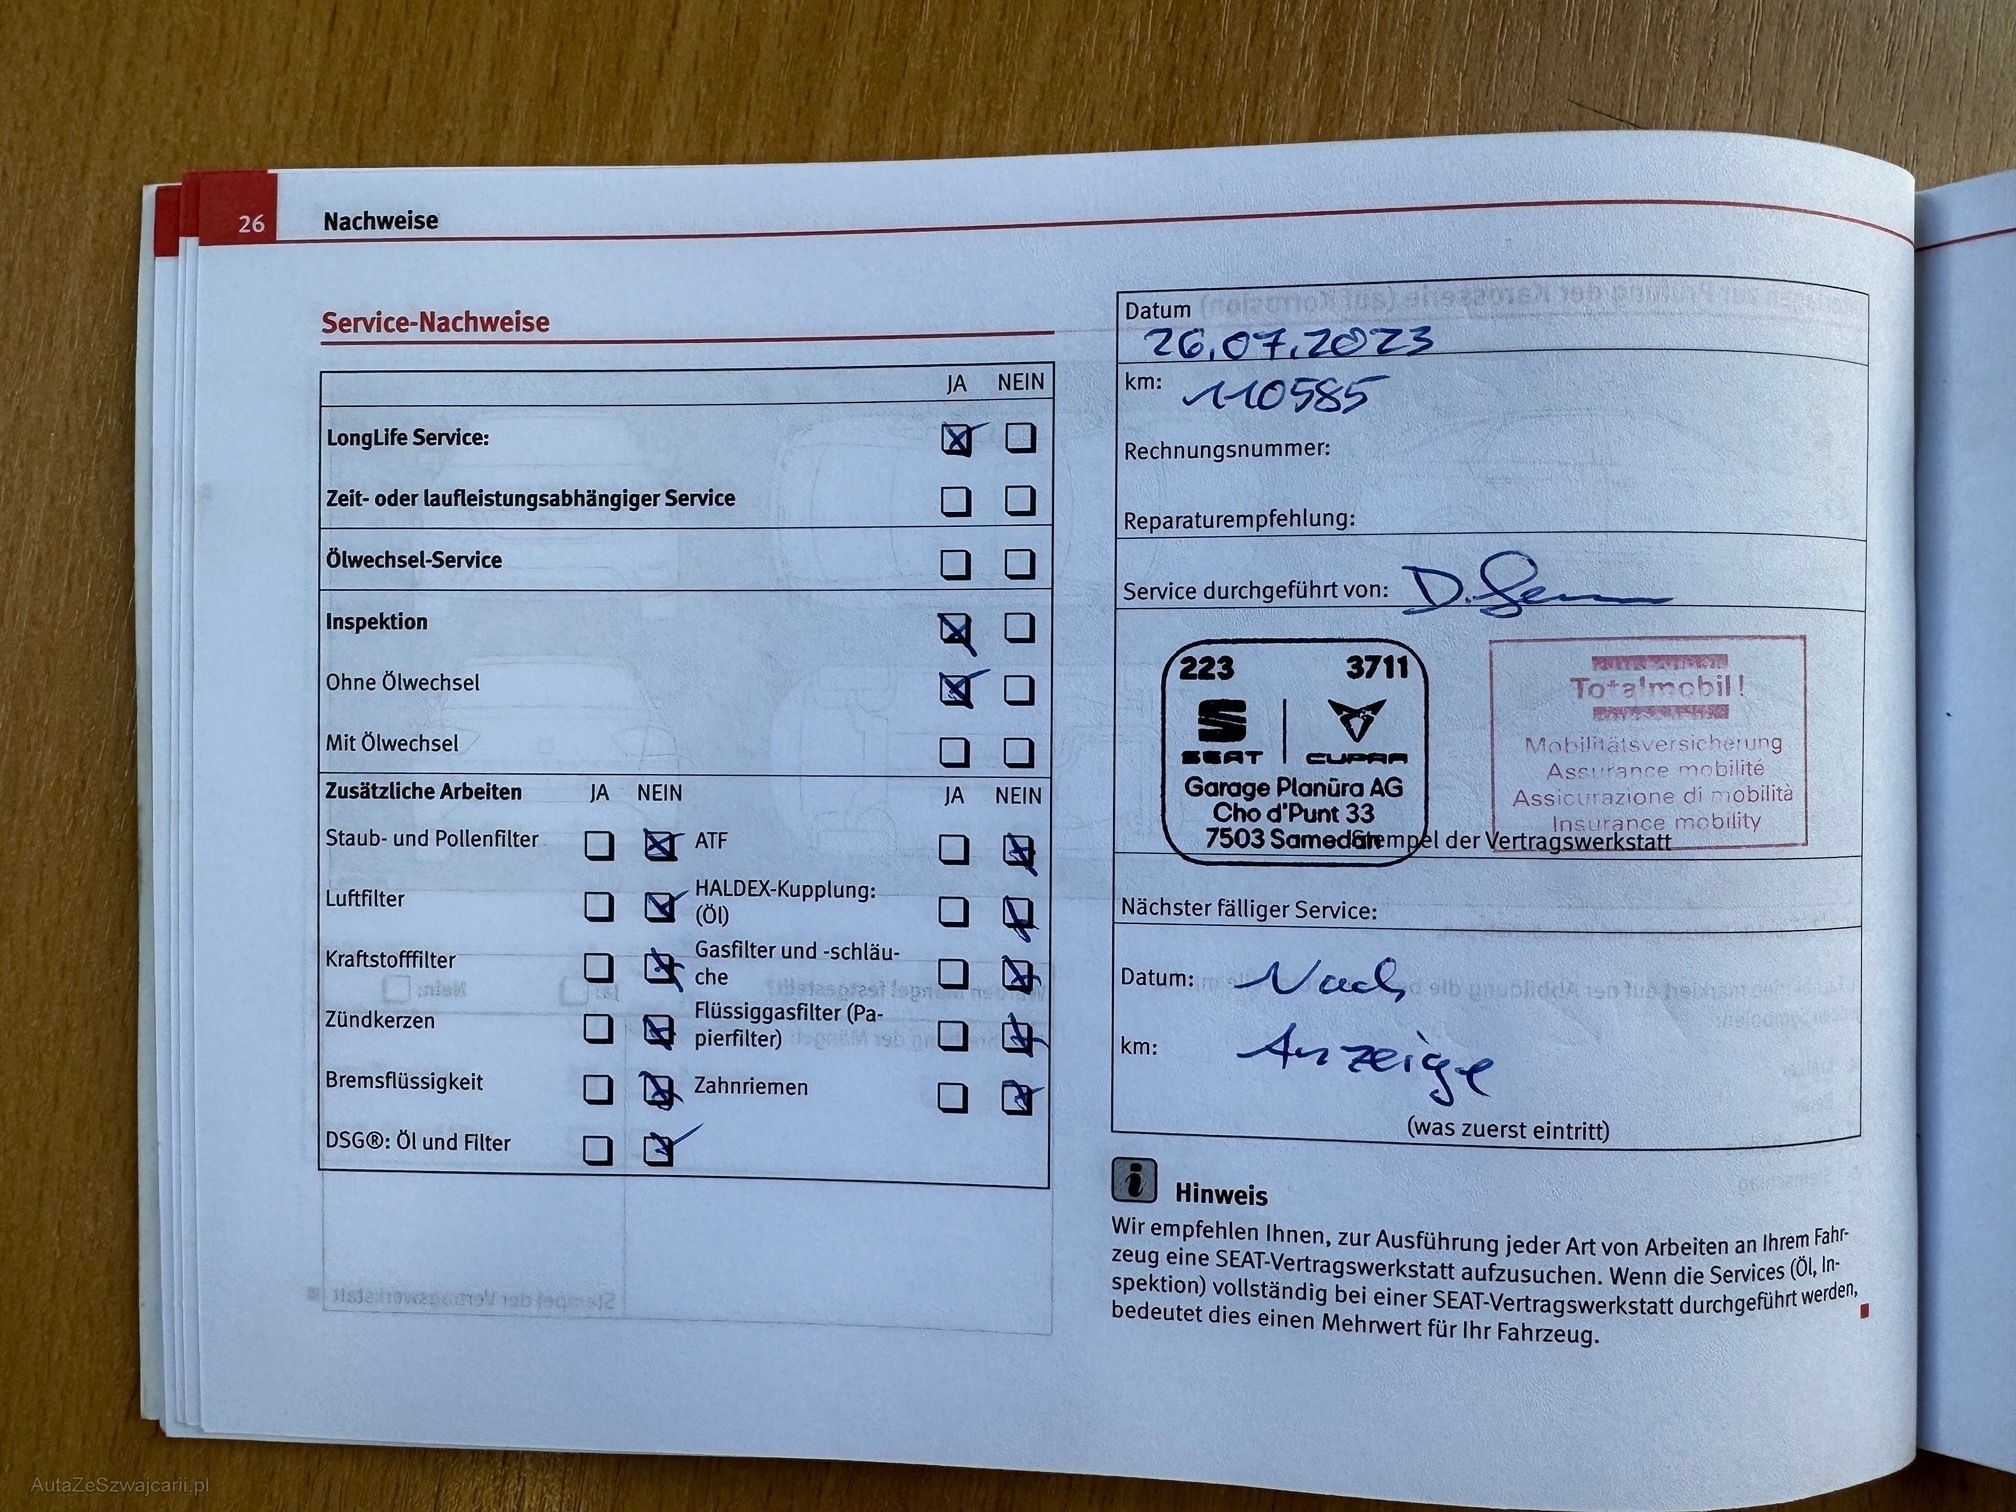 26 Nachweise
Service-Nachweise
JA NEIN
LongLife Service:
Zeit- oder laufleistungsabhängiger Service
Ölwechsel-Service
Inspektion
Ohne Ölwechsel
Mit Ölwechsel
Zusätzliche Arbeiten JA NEIN JA NEIN
Staub- und Pollenfilter ATF
Luftfilter HALDEX-Kupplung:
(Öl)
Kraftstofffilter Gasfilter und -schläu-
che
Zündkerzen Flüssiggasfilter (Pa-
pierfilter)
Bremsflüssigkeit Zahnriemen
DSG®: Öl und Filter
Datum
26.07.2023
km: 110585
Rechnungsnummer:
Reparaturempfehlung:
Service durchgeführt von: D.
223 3711
SEAT CUPRA
Garage Planüra AG
Cho d'Punt 33
7503 Samedan
Totalmobil!
Mobilitätsversicherung
Assurance mobilité
Assicurazione di mobilità
Insurance mobility
Stempel der Vertragswerkstatt
Nächster fälliger Service:
Datum: Nach
km: Anzeige
(was zuerst eintritt)
i Hinweis
Wir empfehlen Ihnen, zur Ausführung jeder Art von Arbeiten an Ihrem Fahr-
zeug eine SEAT-Vertragswerkstatt aufzusuchen. Wenn die Services (Öl, In-
spektion) vollständig bei einer SEAT-Vertragswerkstatt durchgeführt werden,
bedeutet dies einen Mehrwert für Ihr Fahrzeug.
AutaZeSzwajcarii.pl